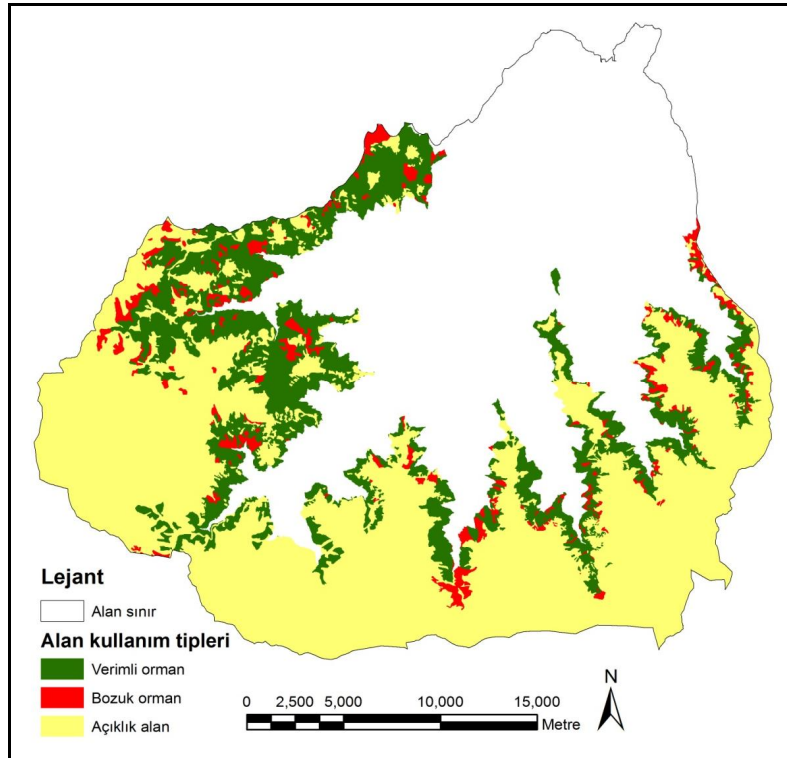 Lejant
Alan sınır
Alan kullanım tipleri
Verimli orman
Bozuk orman
Açıklık alan
0 2,500 5,000 10,000 15,000
Metre
N